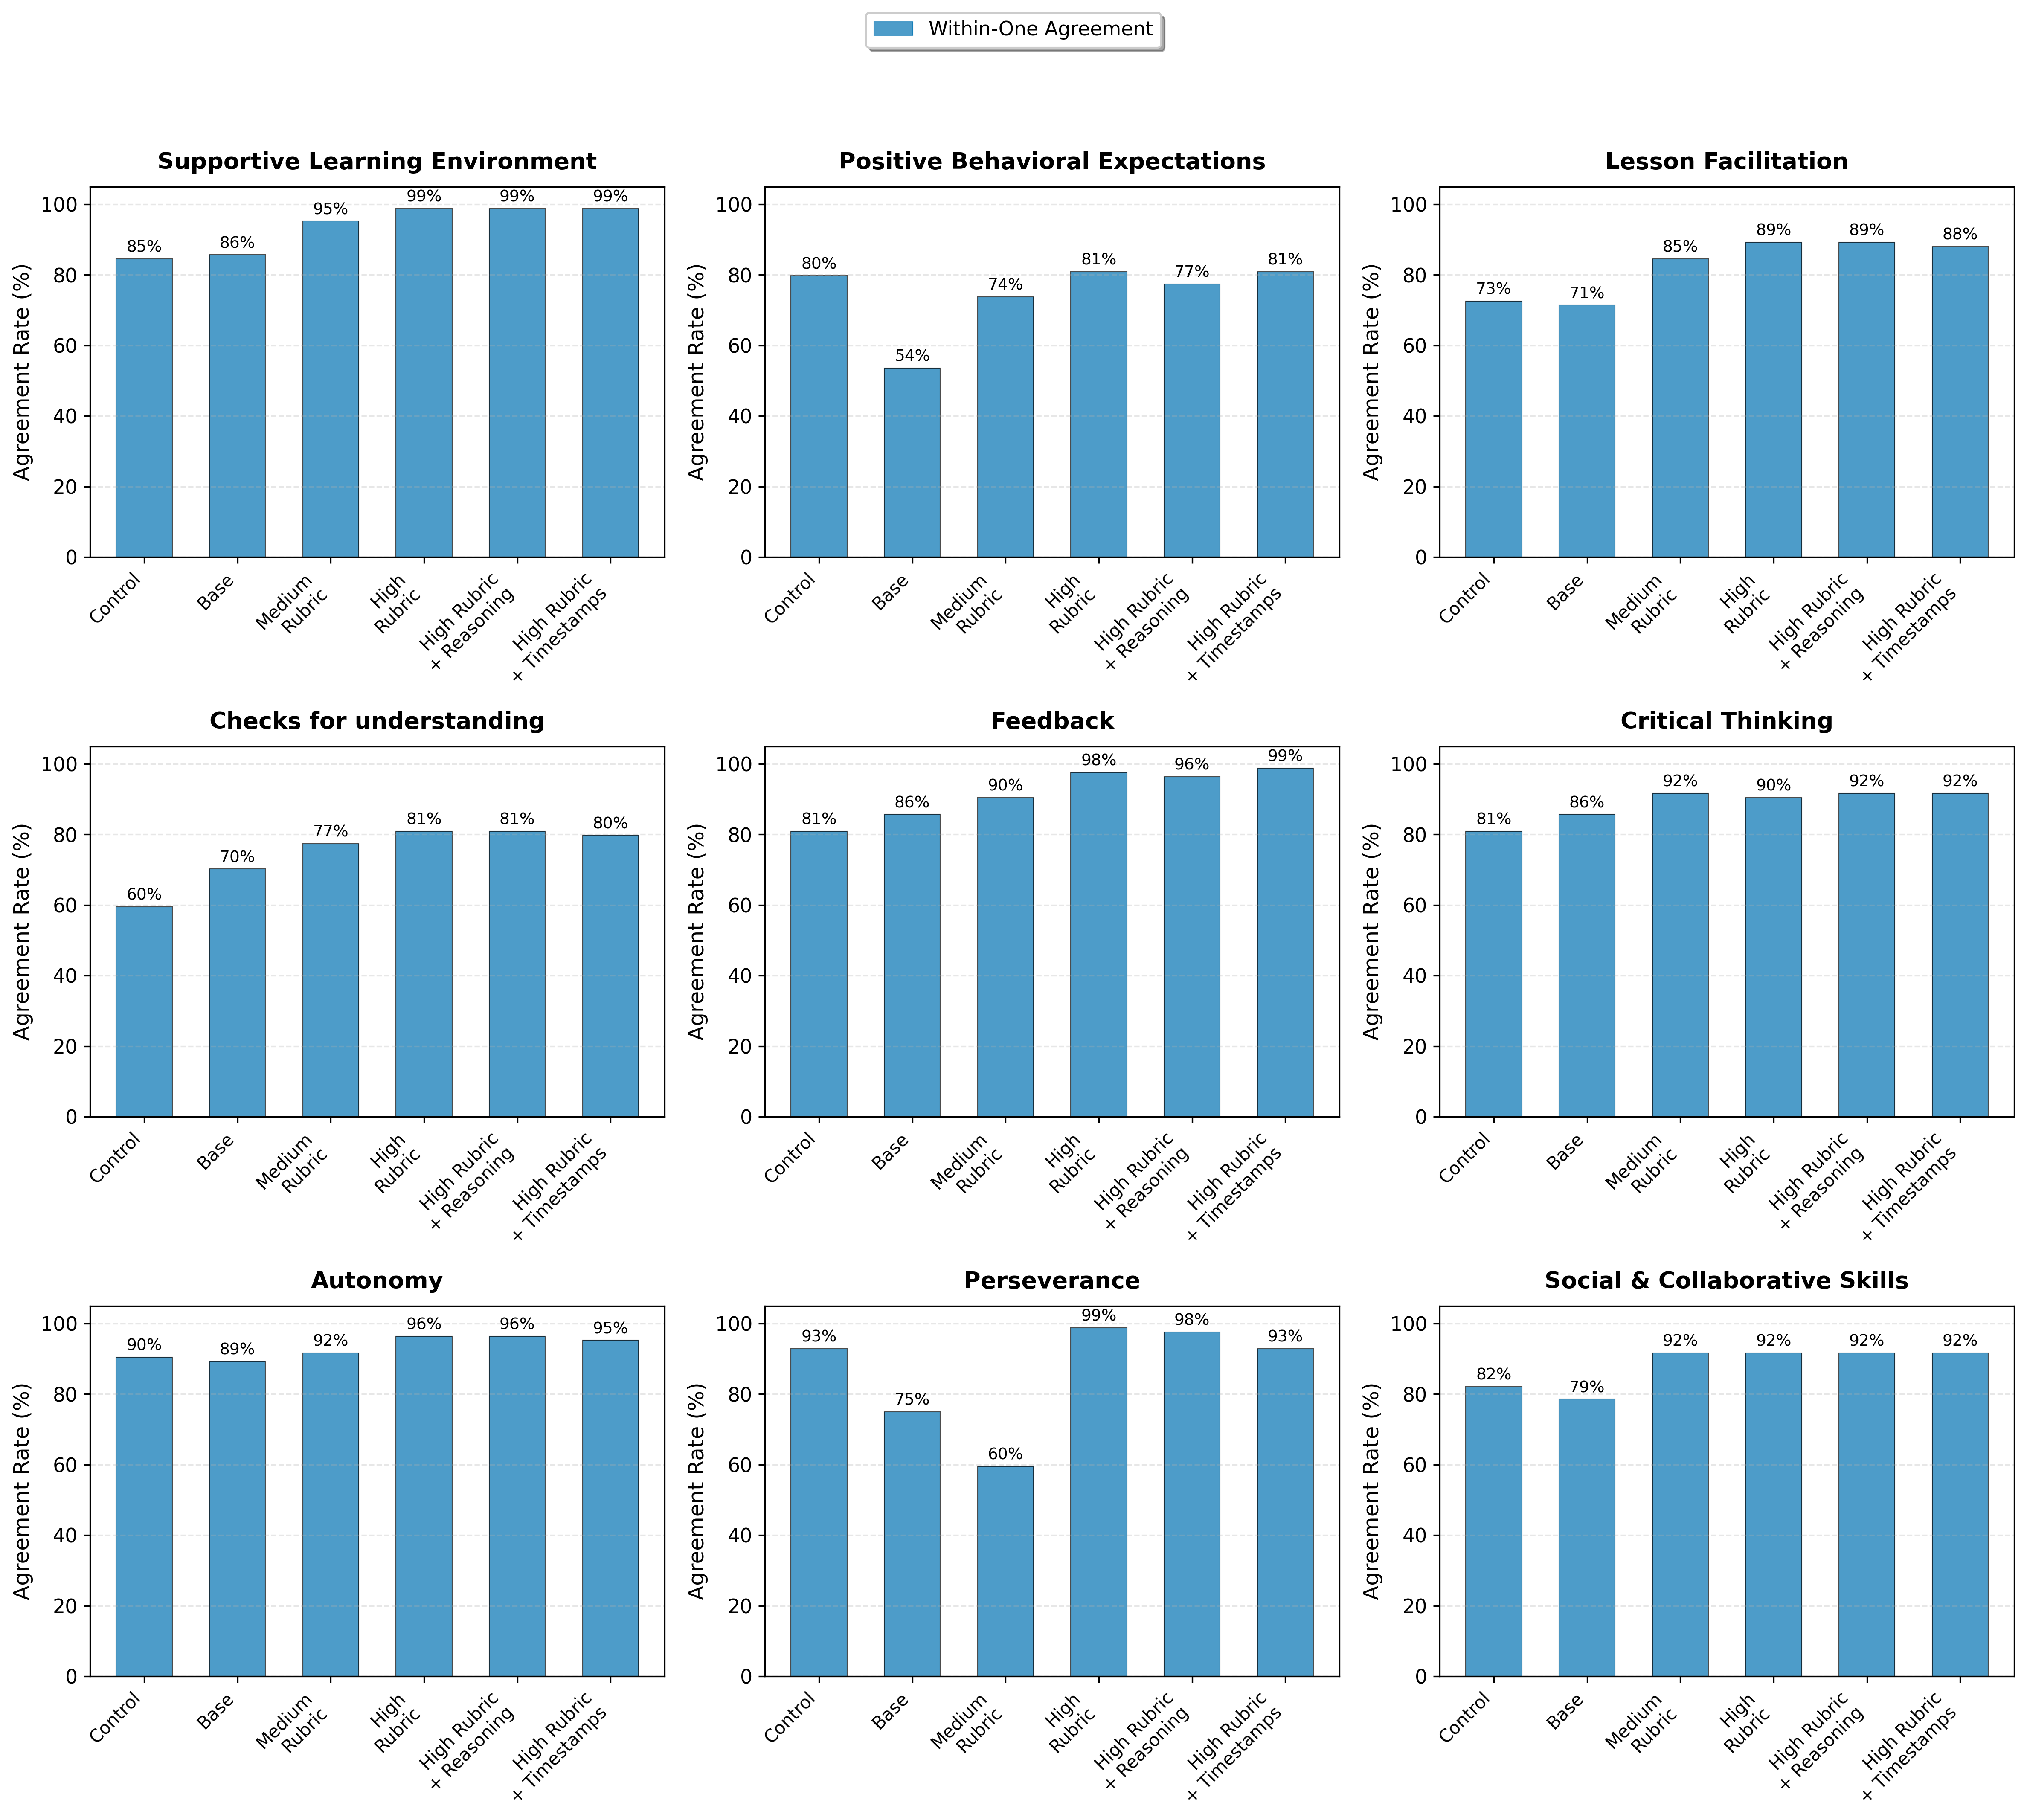 Within-One Agreement
Supportive Learning Environment
Agreement Rate (%)
100
80
60
40
20
0
85%
86%
95%
99%
99%
99%
Control
Base
Medium
Rubric
High
Rubric
High Rubric
+ Reasoning
High Rubric
+ Timestamps
Positive Behavioral Expectations
Agreement Rate (%)
100
80
60
40
20
0
80%
54%
74%
81%
77%
81%
Control
Base
Medium
Rubric
High
Rubric
High Rubric
+ Reasoning
High Rubric
+ Timestamps
Lesson Facilitation
Agreement Rate (%)
100
80
60
40
20
0
73%
71%
85%
89%
89%
88%
Control
Base
Medium
Rubric
High
Rubric
High Rubric
+ Reasoning
High Rubric
+ Timestamps
Checks for understanding
Agreement Rate (%)
100
80
60
40
20
0
60%
70%
77%
81%
81%
80%
Control
Base
Medium
Rubric
High
Rubric
High Rubric
+ Reasoning
High Rubric
+ Timestamps
Feedback
Agreement Rate (%)
100
80
60
40
20
0
81%
86%
90%
98%
96%
99%
Control
Base
Medium
Rubric
High
Rubric
High Rubric
+ Reasoning
High Rubric
+ Timestamps
Critical Thinking
Agreement Rate (%)
100
80
60
40
20
0
81%
86%
92%
90%
92%
92%
Control
Base
Medium
Rubric
High
Rubric
High Rubric
+ Reasoning
High Rubric
+ Timestamps
Autonomy
Agreement Rate (%)
100
80
60
40
20
0
90%
89%
92%
96%
96%
95%
Control
Base
Medium
Rubric
High
Rubric
High Rubric
+ Reasoning
High Rubric
+ Timestamps
Perseverance
Agreement Rate (%)
100
80
60
40
20
0
93%
75%
60%
99%
98%
93%
Control
Base
Medium
Rubric
High
Rubric
High Rubric
+ Reasoning
High Rubric
+ Timestamps
Social & Collaborative Skills
Agreement Rate (%)
100
80
60
40
20
0
82%
79%
92%
92%
92%
92%
Control
Base
Medium
Rubric
High
Rubric
High Rubric
+ Reasoning
High Rubric
+ Timestamps